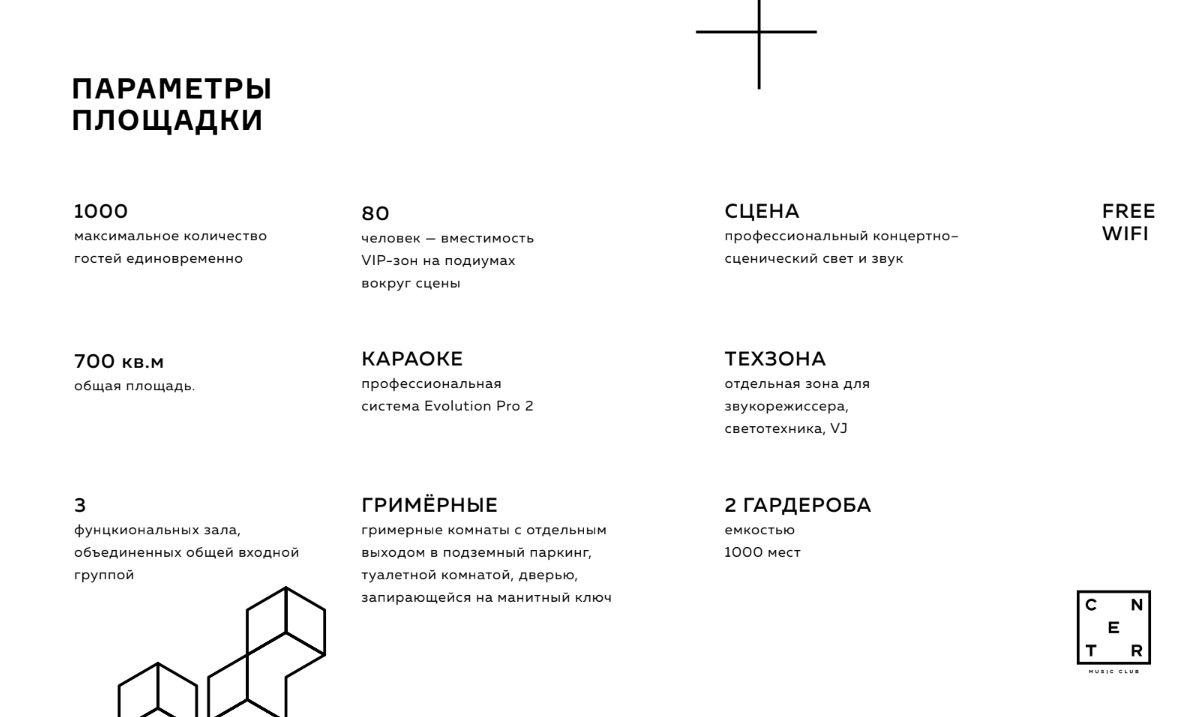 ПАРАМЕТРЫ
ПЛОЩАДКИ
1000
максимальное количество
гостей единовременно
80
человек – вместимость
VIP-зон на подиумах
вокруг сцены
СЦЕНА
профессиональный концертно-
сценический свет и звук
FREE
WIFI
700 кв.м
общая площадь.
КАРАОКЕ
профессиональная
система Evolution Pro 2
ТЕХЗОНА
отдельная зона для
звукорежиссера,
светотехника, VJ
3
фунцкиональных зала,
объединенных общей входной
группой
ГРИМЁРНЫЕ
гримерные комнаты с отдельным
выходом в подземный паркинг,
туалетной комнатой, дверью,
запирающейся на манитный ключ
2 ГАРДЕРОБА
емкостью
1000 мест
C N
E
T R
MUSIC CLUB